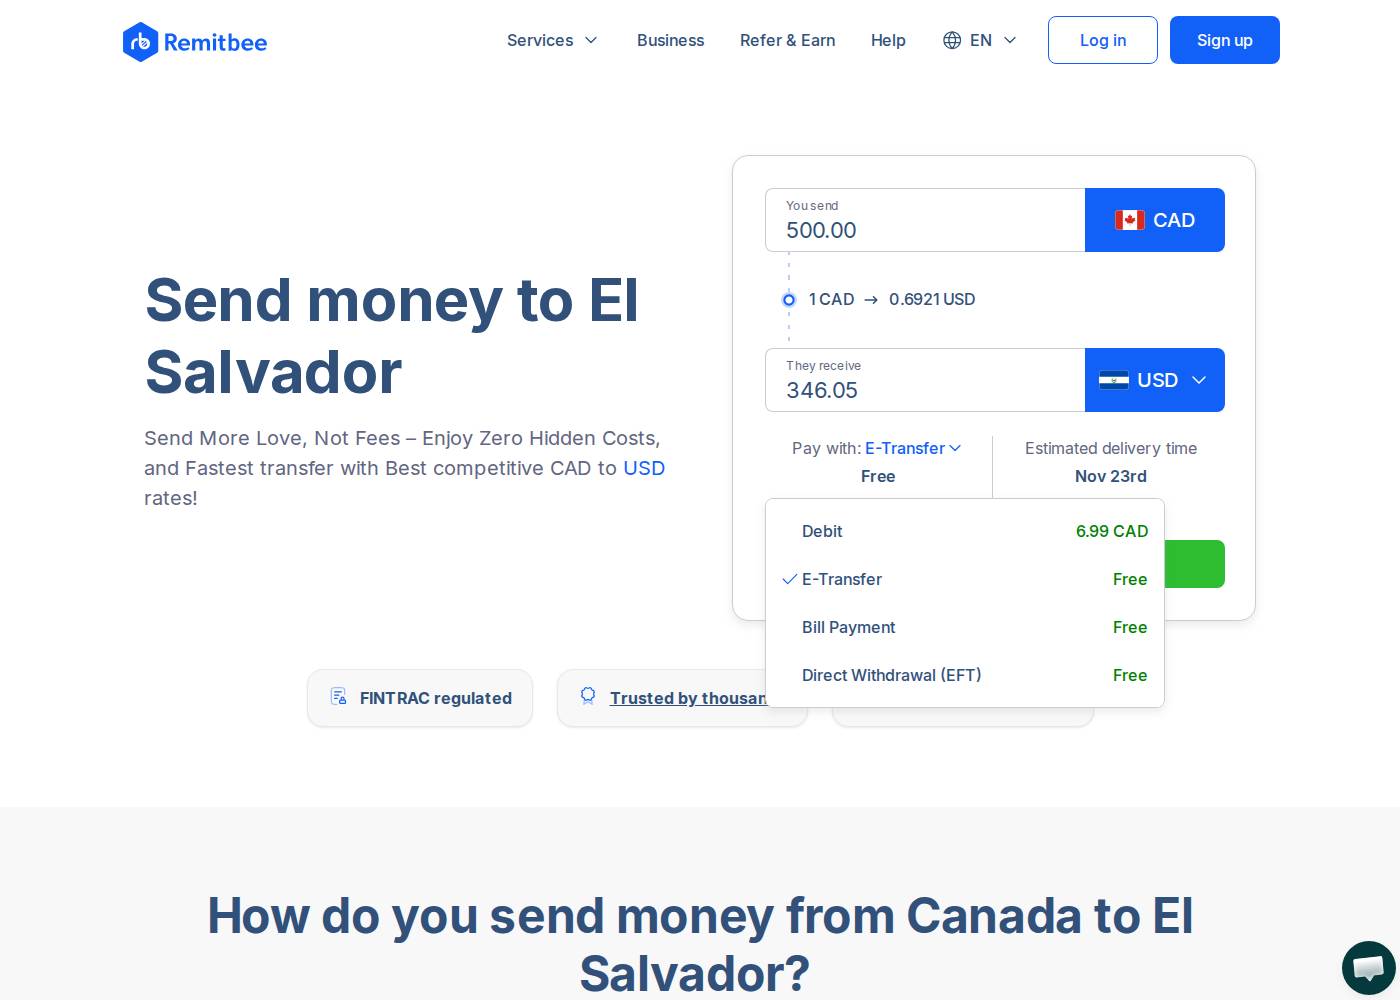 Remitbee
Services
Business
Refer & Earn
Help
EN
Log in
Sign up
Send money to El
Salvador
Send More Love, Not Fees – Enjoy Zero Hidden Costs,
and Fastest transfer with Best competitive CAD to USD
rates!
You send
500.00
CAD
1 CAD → 0.6921 USD
They receive
346.05
USD
Pay with: E-Transfer
Free
Estimated delivery time
Nov 23rd
Debit 6.99 CAD
E-Transfer Free
Bill Payment Free
Direct Withdrawal (EFT) Free
FINTRAC regulated
Trusted by
How do you send money from Canada to El
Salvador?